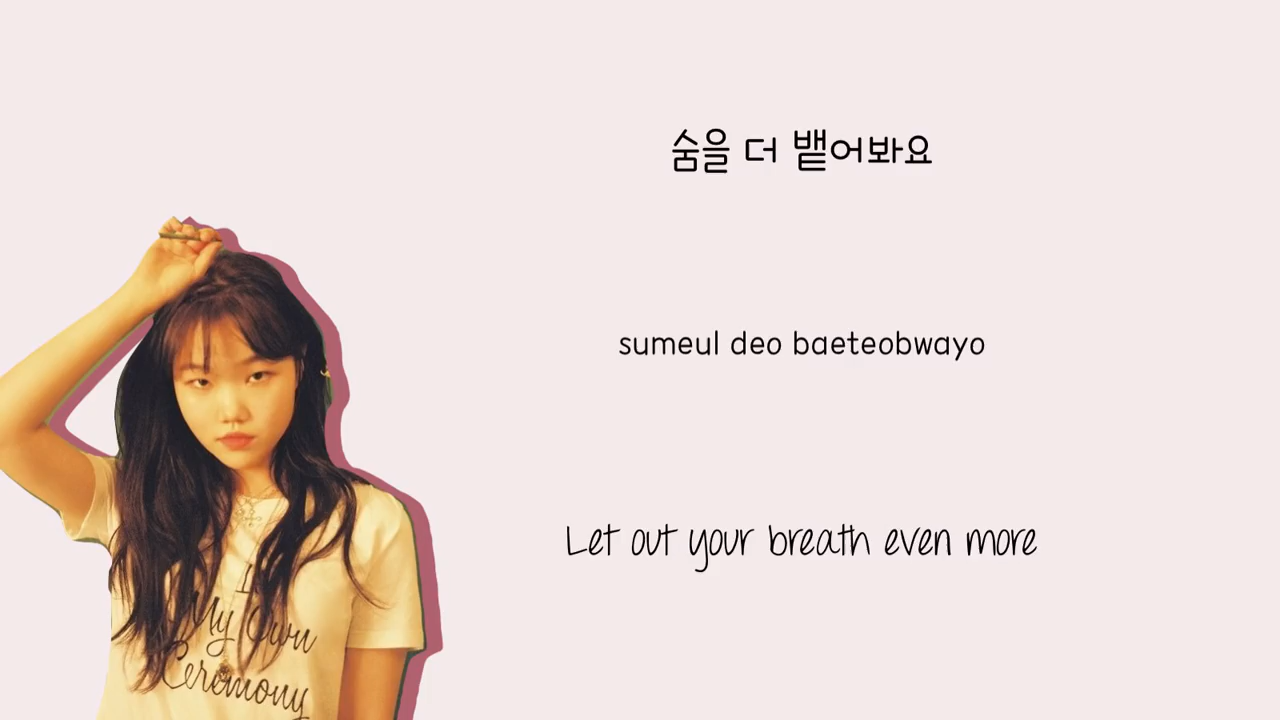 숨을 더 뱉어봐요
sumeul deo baeteobwayo
Let out your breath even more
My Own
Ceremony